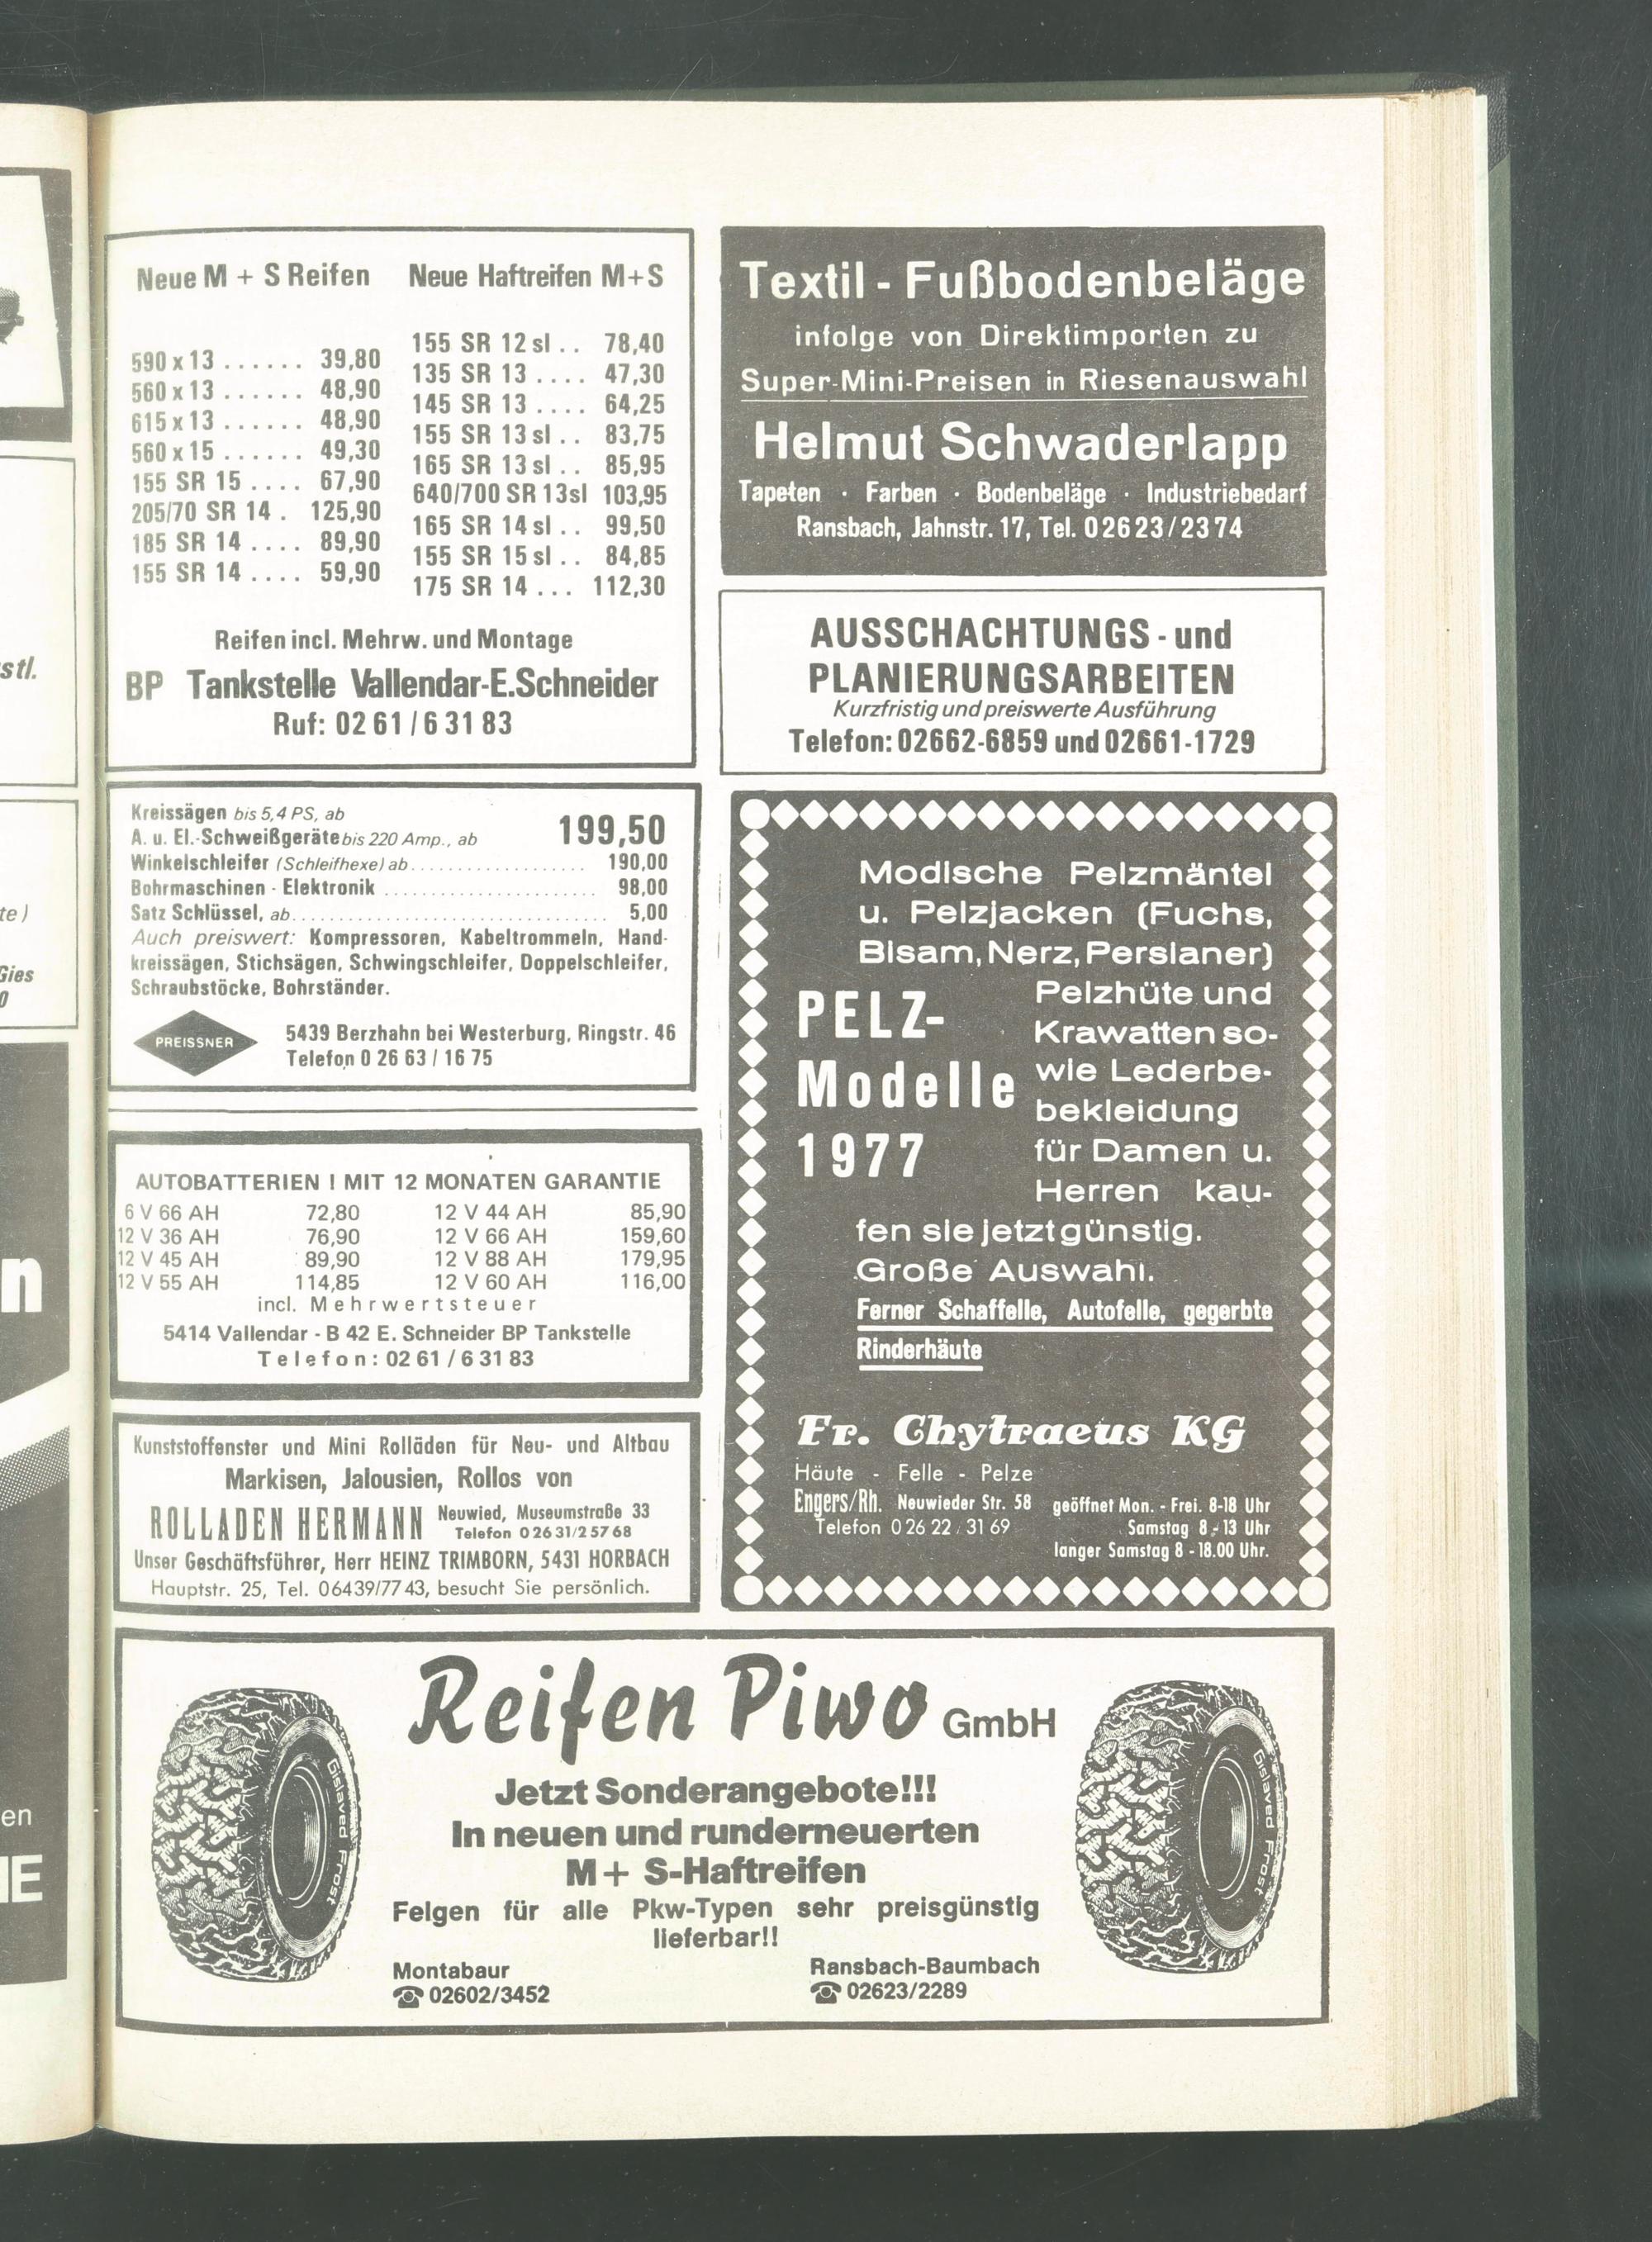 stl.
te)
Gies
0
n
en
IE
Neue M + S Reifen
590 x 13 ...... 39,80
560 x 13 ...... 48,90
615 x 13 ...... 48,90
560 x 15 ...... 49,30
155 SR 15 .... 67,90
205/70 SR 14 . 125,90
185 SR 14 .... 89,90
155 SR 14 .... 59,90
Neue Haftreifen M+S
155 SR 12 sl .. 78,40
135 SR 13 .... 47,30
145 SR 13 .... 64,25
155 SR 13 sl .. 83,75
165 SR 13 sl .. 85,95
640/700 SR 13sl 103,95
165 SR 14 sl .. 99,50
155 SR 15 sl .. 84,85
175 SR 14 ... 112,30
Reifen incl. Mehrw. und Montage
BP Tankstelle Vallendar-E.Schneider
Ruf: 02 61 / 6 31 83
Kreissägen bis 5,4 PS, ab
A. u. El.-Schweißgeräte bis 220 Amp., ab 199,50
Winkelschleifer (Schleifhexe) ab .................. 190,00
Bohrmaschinen - Elektronik ...................... 98,00
Satz Schlüssel, ab ................................. 5,00
Auch preiswert: Kompressoren, Kabeltrommeln, Hand-
kreissägen, Stichsägen, Schwingschleifer, Doppelschleifer,
Schraubstöcke, Bohrständer.
PREISSNER
5439 Berzhahn bei Westerburg, Ringstr. 46
Telefon 0 26 63 / 16 75
AUTOBATTERIEN ! MIT 12 MONATEN GARANTIE
6 V 66 AH 72,80 12 V 44 AH 85,90
12 V 36 AH 76,90 12 V 66 AH 159,60
12 V 45 AH 89,90 12 V 88 AH 179,95
12 V 55 AH 114,85 12 V 60 AH 116,00
incl. Mehrwertsteuer
5414 Vallendar - B 42 E. Schneider BP Tankstelle
Telefon: 02 61 / 6 31 83
Kunststoffenster und Mini Rolläden für Neu- und Altbau
Markisen, Jalousien, Rollos von
ROLLADEN HERMANN
Neuwied, Museumstraße 33
Telefon 0 26 31/2 57 68
Unser Geschäftsführer, Herr HEINZ TRIMBORN, 5431 HORBACH
Hauptstr. 25, Tel. 06439/77 43, besucht Sie persönlich.
Textil - Fußbodenbeläge
infolge von Direktimporten zu
Super-Mini-Preisen in Riesenauswahl
Helmut Schwaderlapp
Tapeten · Farben · Bodenbeläge · Industriebedarf
Ransbach, Jahnstr. 17, Tel. 0 26 23 / 23 74
AUSSCHACHTUNGS - und
PLANIERUNGSARBEITEN
Kurzfristig und preiswerte Ausführung
Telefon: 02662-6859 und 02661-1729
Modische Pelzmäntel
u. Pelzjacken (Fuchs,
Bisam, Nerz, Persianer)
PELZ-
Modelle
1977
Pelzhüte und
Krawatten so-
wie Lederbe-
bekleidung
für Damen u.
Herren kau-
fen sie jetzt günstig.
Große Auswahl.
Ferner Schaffelle, Autofelle, gegerbte
Rinderhäute
Fr. Chytraeus KG
Häute - Felle - Pelze
Engers/Rh. Neuwieder Str. 58
Telefon 0 26 22 / 31 69
geöffnet Mon. - Frei. 8-18 Uhr
Samstag 8 - 13 Uhr
langer Samstag 8 - 18.00 Uhr.
Reifen Piwo GmbH
Gislaved Frost
Gislaved Frost
Jetzt Sonderangebote!!!
In neuen und runderneuerten
M+ S-Haftreifen
Felgen für alle Pkw-Typen sehr preisgünstig
lieferbar!!
Montabaur
☎ 02602/3452
Ransbach-Baumbach
☎ 02623/2289